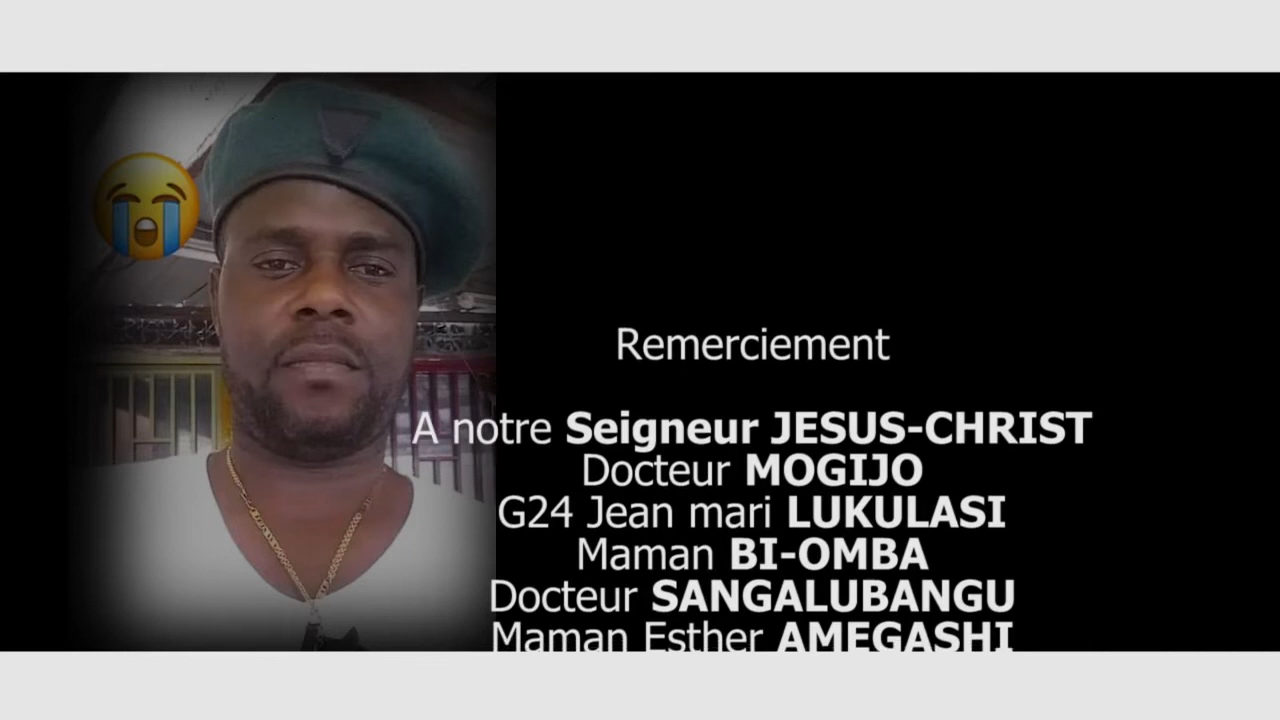 Remerciement
A notre Seigneur JESUS-CHRIST
Docteur MOGIJO
G24 Jean mari LUKULASI
Maman BI-OMBA
Docteur SANGALUBANGU
Maman Esther AMEGASHI